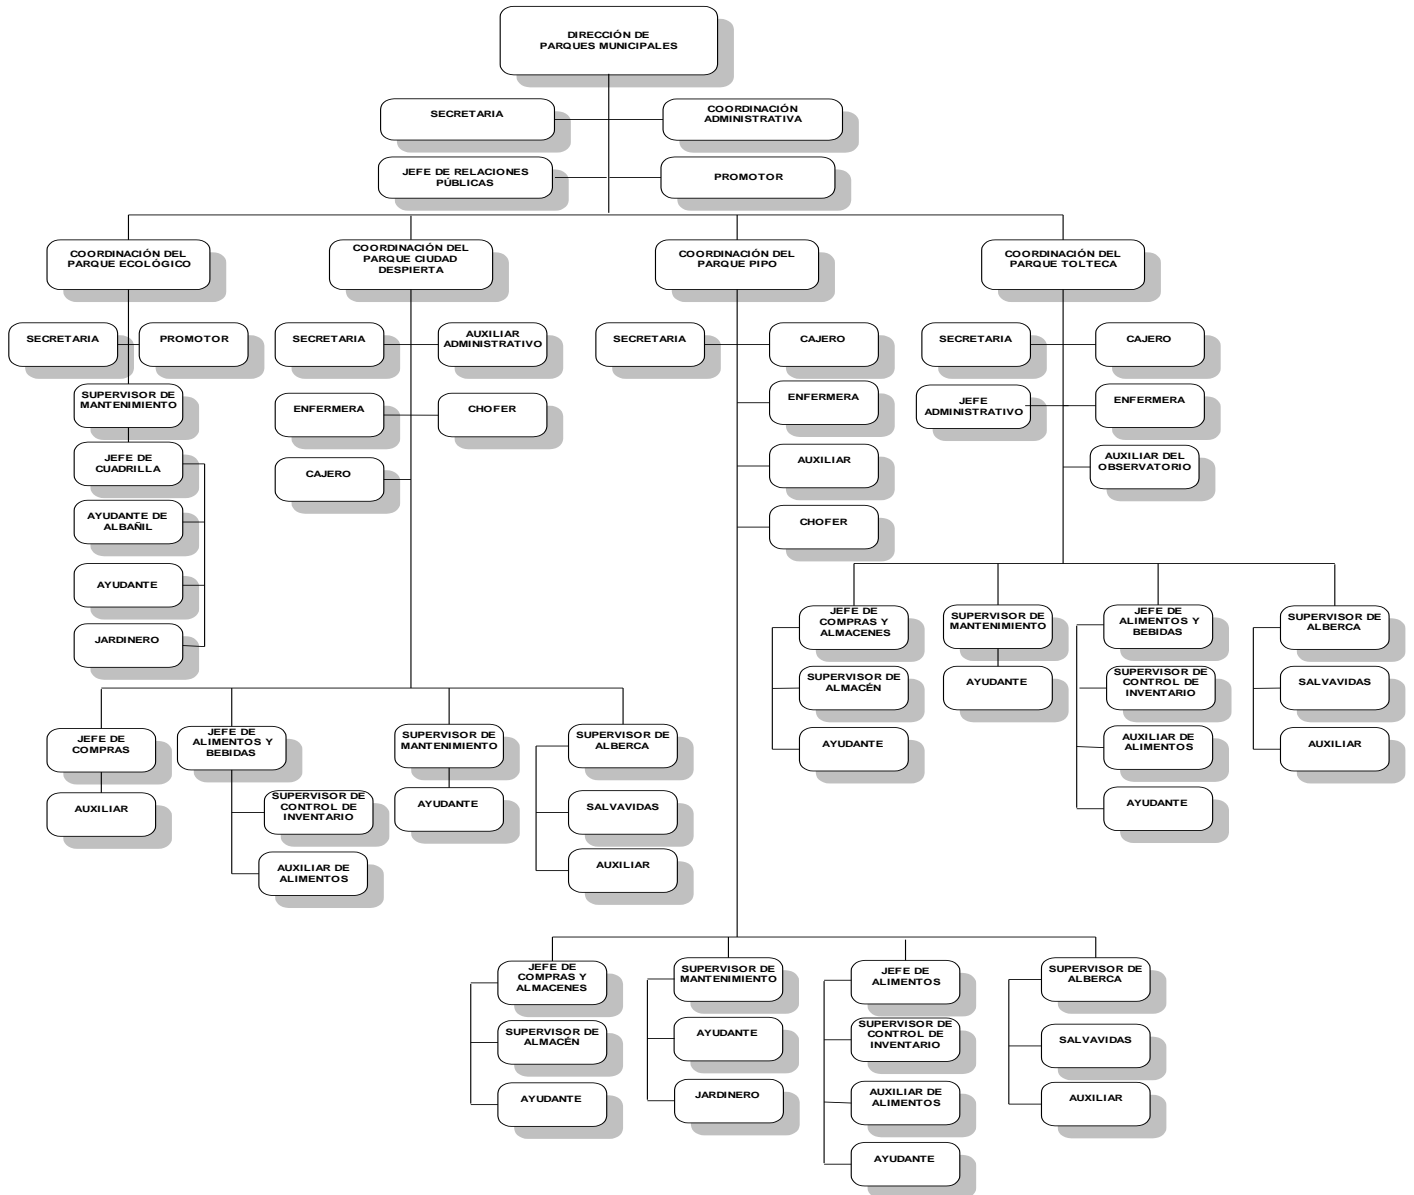 DIRECCIÓN DE
PARQUES MUNICIPALES
SECRETARIA
COORDINACIÓN
ADMINISTRATIVA
JEFE DE RELACIONES
PÚBLICAS
PROMOTOR
COORDINACIÓN DEL
PARQUE ECOLÓGICO
COORDINACIÓN DEL
PARQUE CIUDAD
DESPIERTA
COORDINACIÓN DEL
PARQUE PIPO
COORDINACIÓN DEL
PARQUE TOLTECA
SECRETARIA
PROMOTOR
SUPERVISOR DE
MANTENIMIENTO
JEFE DE
CUADRILLA
AYUDANTE DE
ALBAÑIL
AYUDANTE
JARDINERO
SECRETARIA
AUXILIAR
ADMINISTRATIVO
ENFERMERA
CHOFER
CAJERO
JEFE DE
COMPRAS
AUXILIAR
JEFE DE
ALIMENTOS Y
BEBIDAS
SUPERVISOR DE
CONTROL DE
INVENTARIO
AUXILIAR DE
ALIMENTOS
SUPERVISOR DE
MANTENIMIENTO
AYUDANTE
SUPERVISOR DE
ALBERCA
SALVAVIDAS
AUXILIAR
SECRETARIA
CAJERO
ENFERMERA
AUXILIAR
CHOFER
JEFE DE
COMPRAS Y
ALMACENES
SUPERVISOR DE
ALMACÉN
AYUDANTE
SUPERVISOR DE
MANTENIMIENTO
AYUDANTE
JARDINERO
JEFE DE
ALIMENTOS
SUPERVISOR DE
CONTROL DE
INVENTARIO
AUXILIAR DE
ALIMENTOS
AYUDANTE
SUPERVISOR DE
ALBERCA
SALVAVIDAS
AUXILIAR
SECRETARIA
CAJERO
JEFE
ADMINISTRATIVO
ENFERMERA
AUXILIAR DEL
OBSERVATORIO
JEFE DE
COMPRAS Y
ALMACENES
SUPERVISOR DE
ALMACÉN
AYUDANTE
SUPERVISOR DE
MANTENIMIENTO
AYUDANTE
JEFE DE
ALIMENTOS Y
BEBIDAS
SUPERVISOR DE
CONTROL DE
INVENTARIO
AUXILIAR DE
ALIMENTOS
AYUDANTE
SUPERVISOR DE
ALBERCA
SALVAVIDAS
AUXILIAR